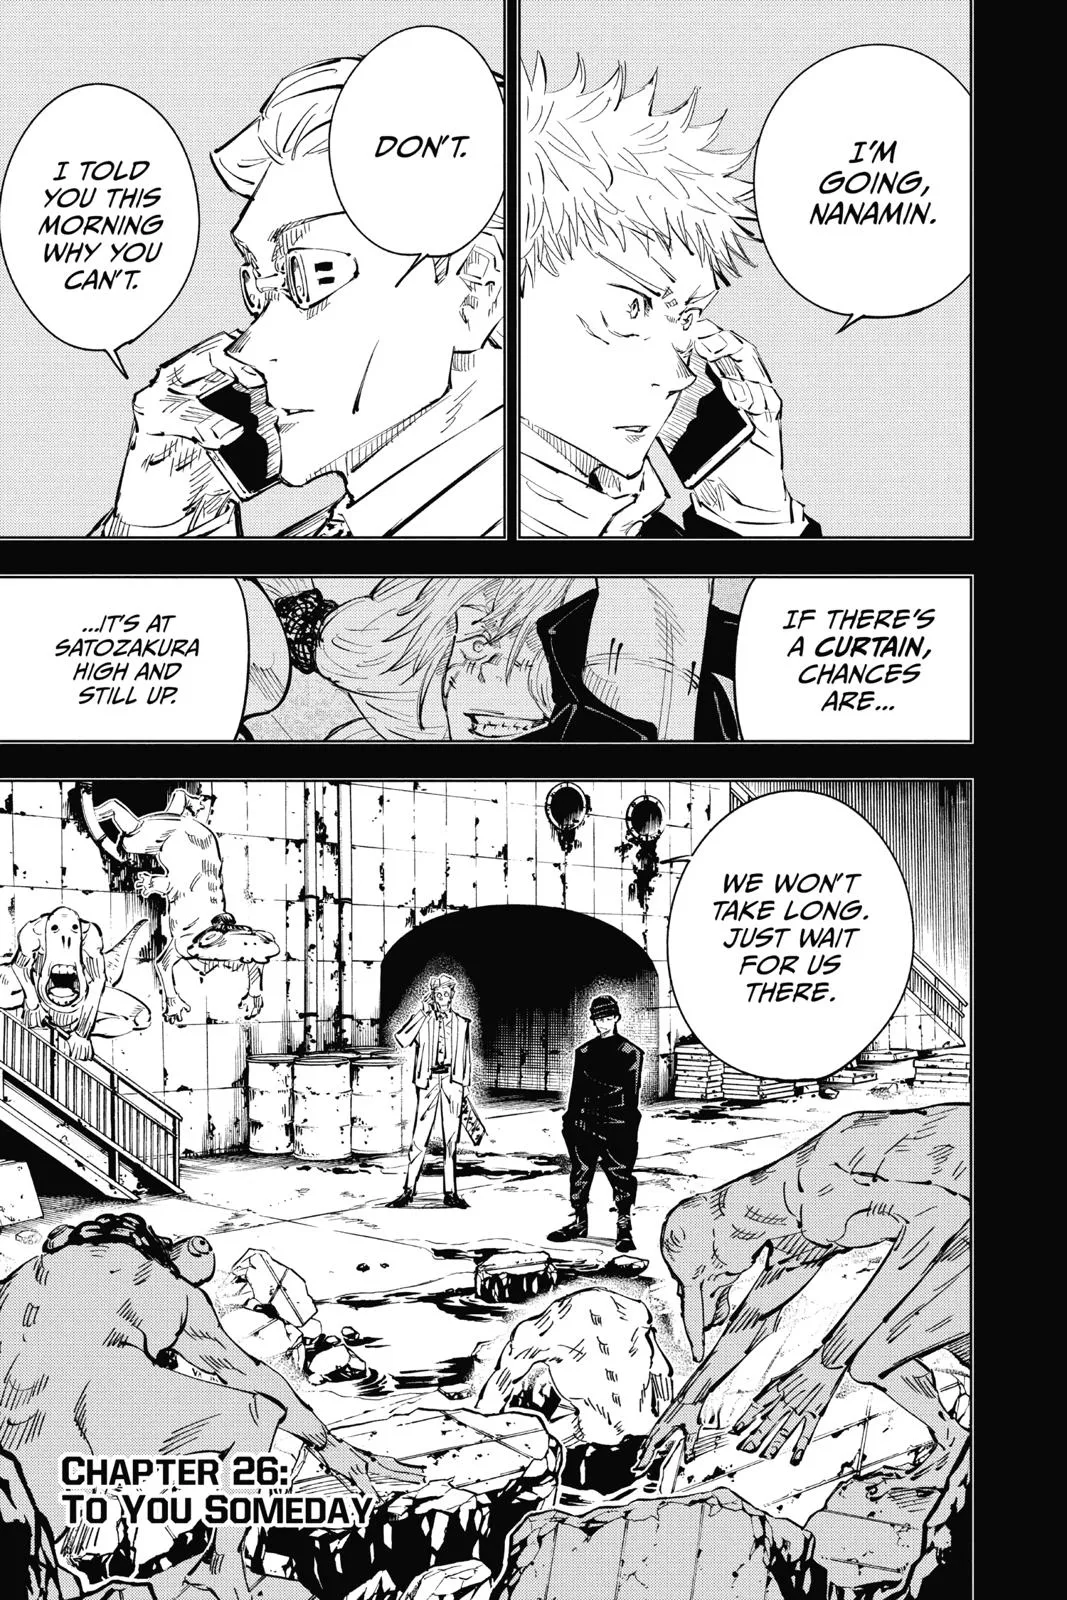 I'M
GOING,
NANAMIN.
DON'T.
I TOLD
YOU THIS
MORNING
WHY YOU
CAN'T.
IF THERE'S
A CURTAIN,
CHANCES
ARE...
...IT'S AT
SATOZAKURA
HIGH AND
STILL UP.
WE WON'T
TAKE LONG.
JUST WAIT
FOR US
THERE.
CHAPTER 26:
TO YOU SOMEDAY